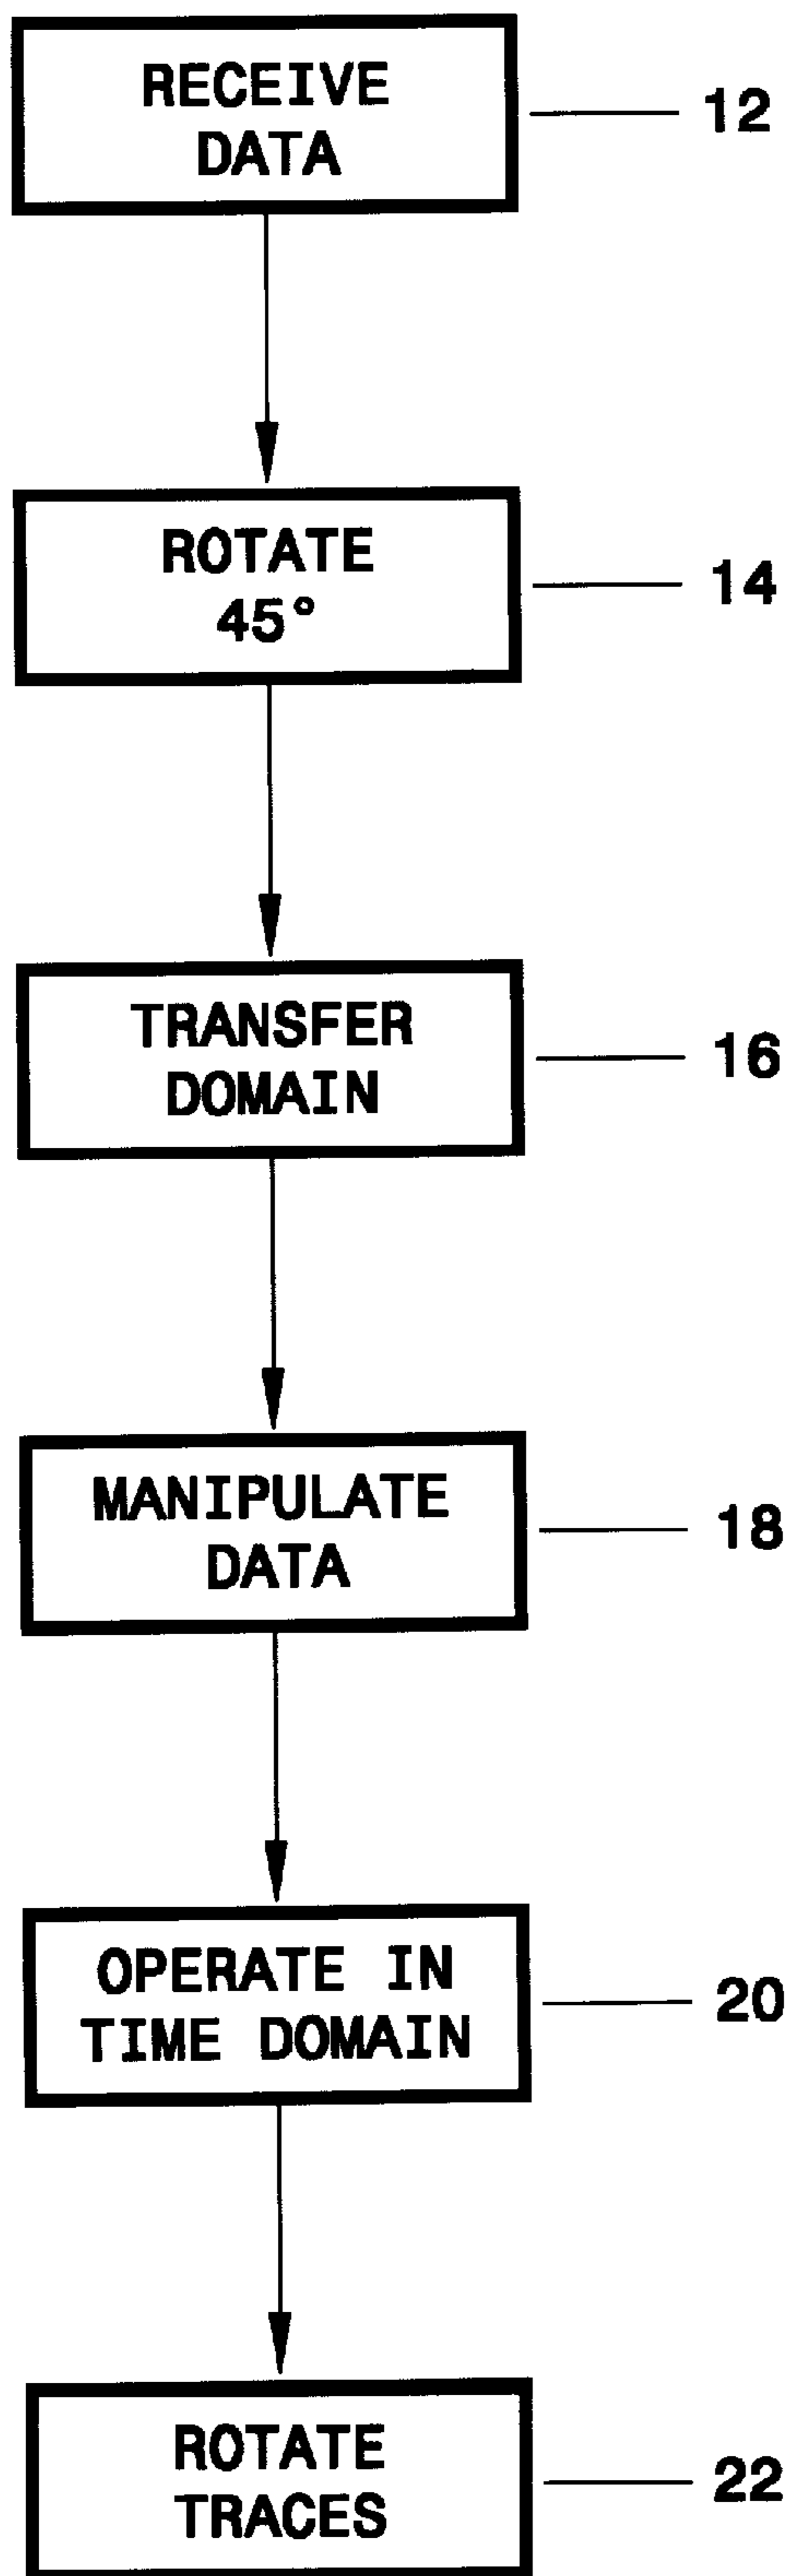 RECEIVE
DATA
12
ROTATE
45°
14
TRANSFER
DOMAIN
16
MANIPULATE
DATA
18
OPERATE IN
TIME DOMAIN
20
ROTATE
TRACES
22